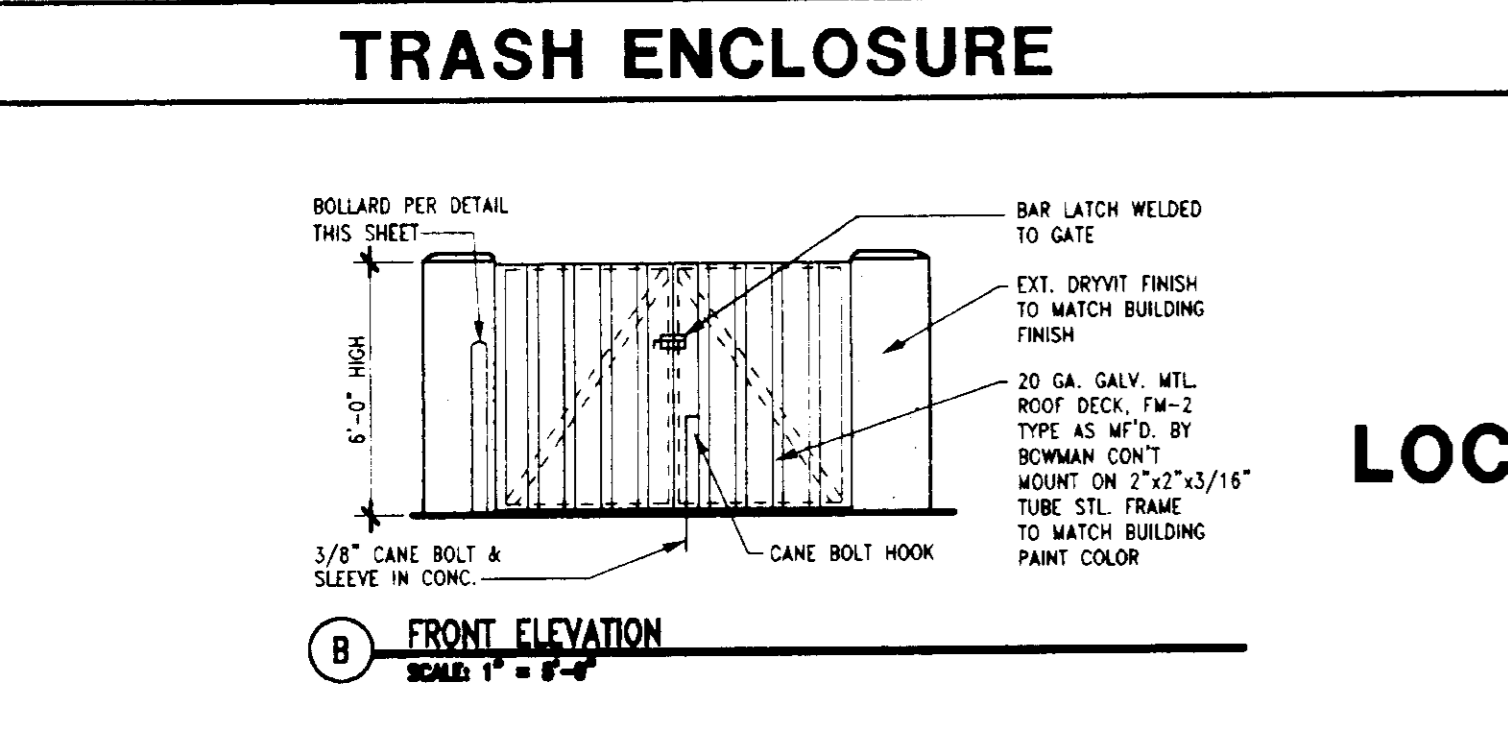 TRASH ENCLOSURE
BOLLARD PER DETAIL
THIS SHEET
6'-0" HIGH
3/8" CANE BOLT &
SLEEVE IN CONC.
CANE BOLT HOOK
BAR LATCH WELDED
TO GATE
EXT. DRYVIT FINISH
TO MATCH BUILDING
FINISH
20 GA. GALV. MTL.
ROOF DECK, FM-2
TYPE AS MF'D. BY
BOWMAN CON'T
MOUNT ON 2"x2"x3/16"
TUBE STL. FRAME
TO MATCH BUILDING
PAINT COLOR
B
FRONT ELEVATION
SCALE: 1" =
LOC